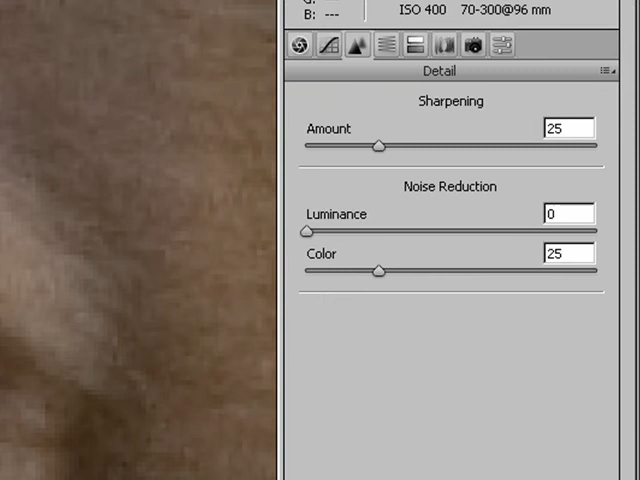 B: ---
ISO 400 70-300@96 mm
Detail
Sharpening
Amount 25
Noise Reduction
Luminance 0
Color 25